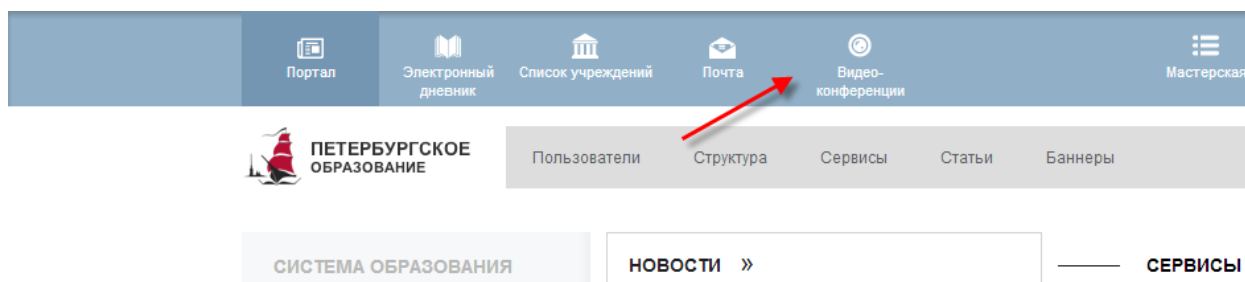 Портал
Электронный
дневник
Список учреждений
Почта
Видео-
конференции
Мастерская
ПЕТЕРБУРГСКОЕ
ОБРАЗОВАНИЕ
Пользователи
Структура
Сервисы
Статьи
Баннеры
СИСТЕМА ОБРАЗОВАНИЯ
НОВОСТИ »
СЕРВИСЫ